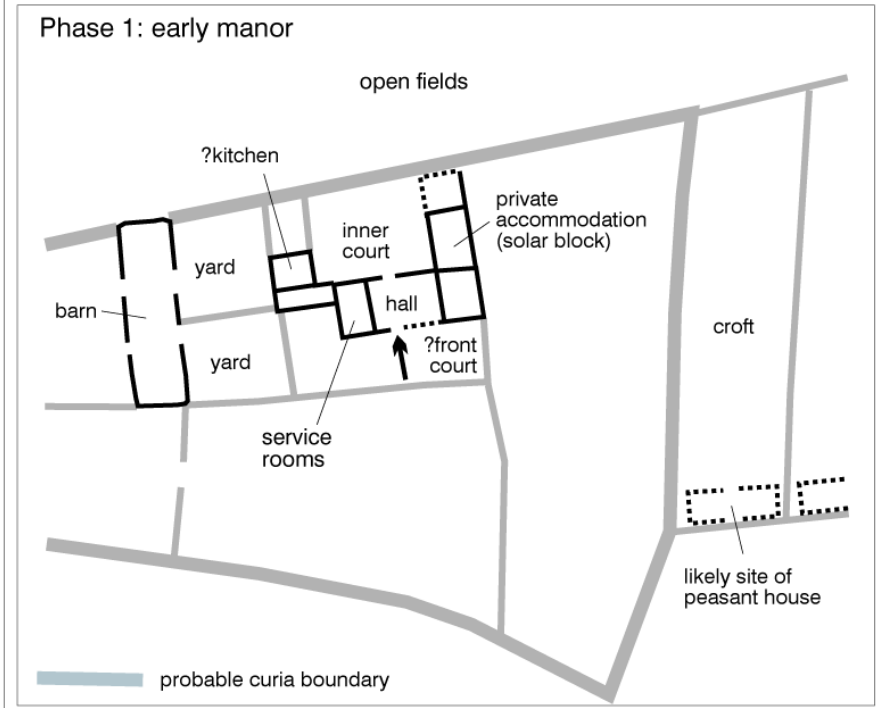 Phase 1: early manor
open fields
?kitchen
private
accommodation
(solar block)
inner
court
yard
hall
barn
croft
?front
court
yard
service
rooms
likely site of
peasant house
probable curia boundary